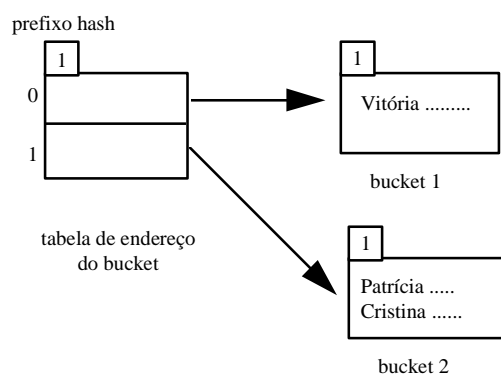 prefixo hash
1
0
1
tabela de endereço
do bucket
1
Vitória .........
bucket 1
1
Patrícia .....
Cristina ......
bucket 2